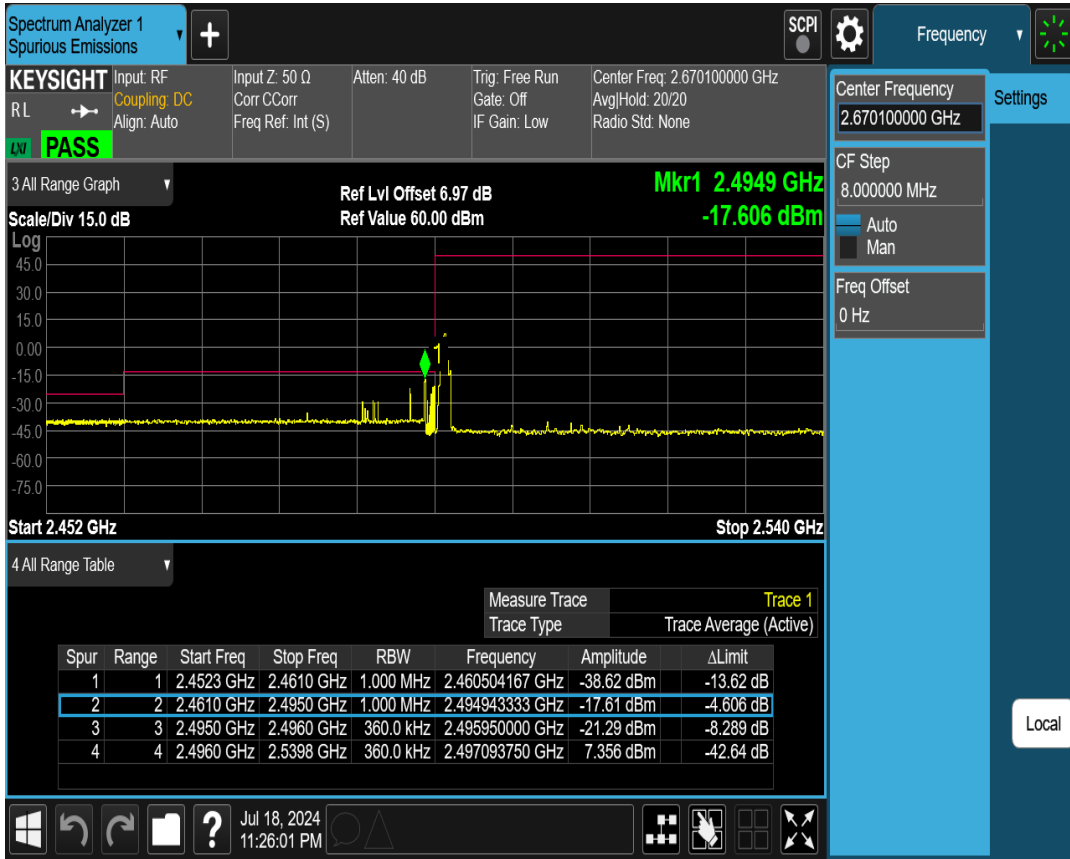 Spectrum Analyzer 1
Spurious Emissions
+
SCPI
Frequency
KEYSIGHT
RL
LXI
PASS
Input: RF
Coupling: DC
Align: Auto
Input Z: 50 Ω
Corr CCorr
Freq Ref: Int (S)
Atten: 40 dB
Trig: Free Run
Gate: Off
IF Gain: Low
Center Freq: 2.670100000 GHz
Avg|Hold: 20/20
Radio Std: None
Center Frequency
2.670100000 GHz
Settings
CF Step
8.000000 MHz
Auto
Man
Freq Offset
0 Hz
3 All Range Graph
Scale/Div 15.0 dB
Ref Lvl Offset 6.97 dB
Ref Value 60.00 dBm
Mkr1 2.4949 GHz
-17.606 dBm
Log
45.0
30.0
15.0
0.00
-15.0
-30.0
-45.0
-60.0
-75.0
1
Start 2.452 GHz
Stop 2.540 GHz
4 All Range Table
Measure Trace Trace 1
Trace Type Trace Average (Active)
Spur Range Start Freq Stop Freq RBW Frequency Amplitude ΔLimit
1 1 2.4523 GHz 2.4610 GHz 1.000 MHz 2.460504167 GHz -38.62 dBm -13.62 dB
2 2 2.4610 GHz 2.4950 GHz 1.000 MHz 2.494943333 GHz -17.61 dBm -4.606 dB
3 3 2.4950 GHz 2.4960 GHz 360.0 kHz 2.495950000 GHz -21.29 dBm -8.289 dB
4 4 2.4960 GHz 2.5398 GHz 360.0 kHz 2.497093750 GHz 7.356 dBm -42.64 dB
Local
?
Jul 18, 2024
11:26:01 PM